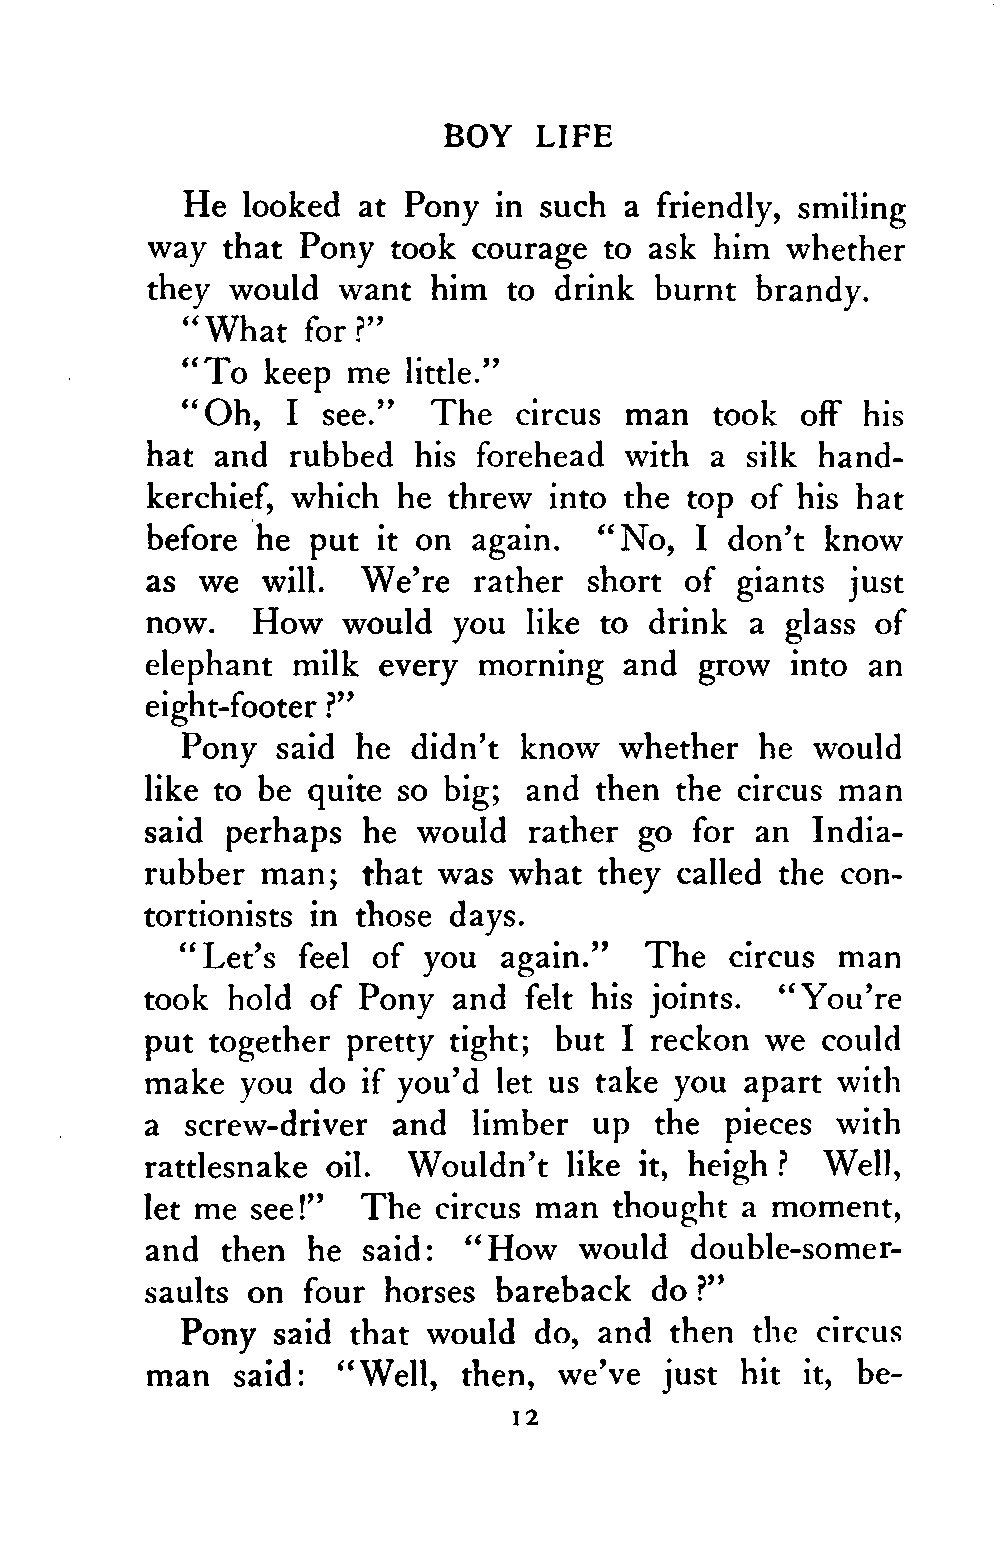 BOY LIFE
He looked at Pony in such a friendly, smiling
way that Pony took courage to ask him whether
they would want him to drink burnt brandy.
"What for?"
"To keep me little."
"Oh, I see." The circus man took off his
hat and rubbed his forehead with a silk hand-
kerchief, which he threw into the top of his hat
before he put it on again. "No, I don't know
as we will. We're rather short of giants just
now. How would you like to drink a glass of
elephant milk every morning and grow into an
eight-footer?"
Pony said he didn't know whether he would
like to be quite so big; and then the circus man
said perhaps he would rather go for an India-
rubber man; that was what they called the con-
tortionists in those days.
"Let's feel of you again." The circus man
took hold of Pony and felt his joints. "You're
put together pretty tight; but I reckon we could
make you do if you'd let us take you apart with
a screw-driver and limber up the pieces with
rattlesnake oil. Wouldn't like it, heigh? Well,
let me see!" The circus man thought a moment,
and then he said: "How would double-somer-
saults on four horses bareback do?"
Pony said that would do, and then the circus
man said: "Well, then, we've just hit it, be-
12